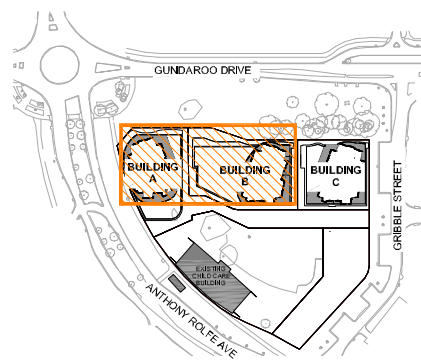 GUNDAROO DRIVE
BUILDING
A
BUILDING
B
BUILDING
C
GRIBBLE STREET
EXISTING
CHILD CARE
BUILDING
ANTHONY ROLFE AVE